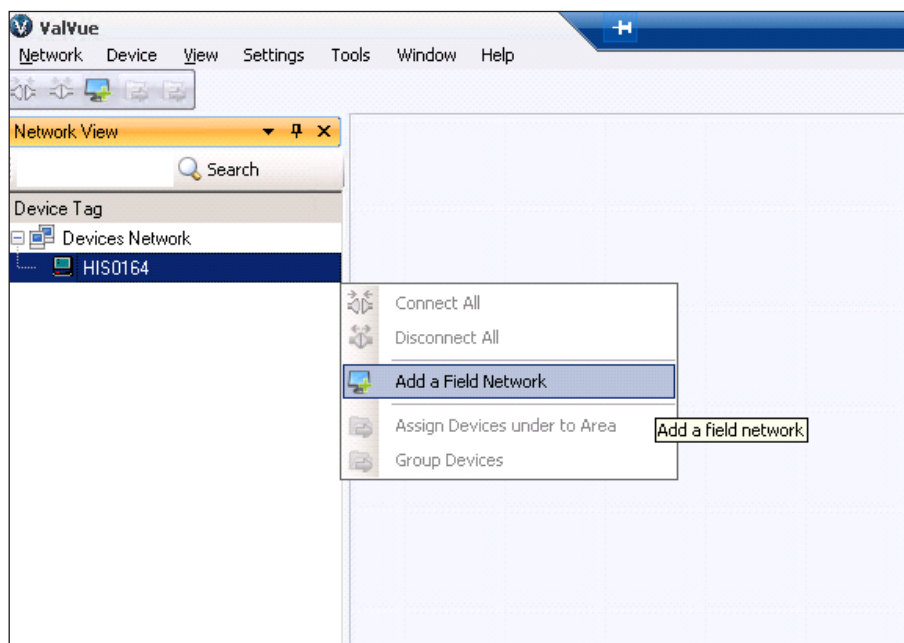 ValVue
Network Device View Settings Tools Window Help
Network View
Search
Device Tag
Devices Network
HIS0164
Connect All
Disconnect All
Add a Field Network
Assign Devices under to Area
Add a field network
Group Devices